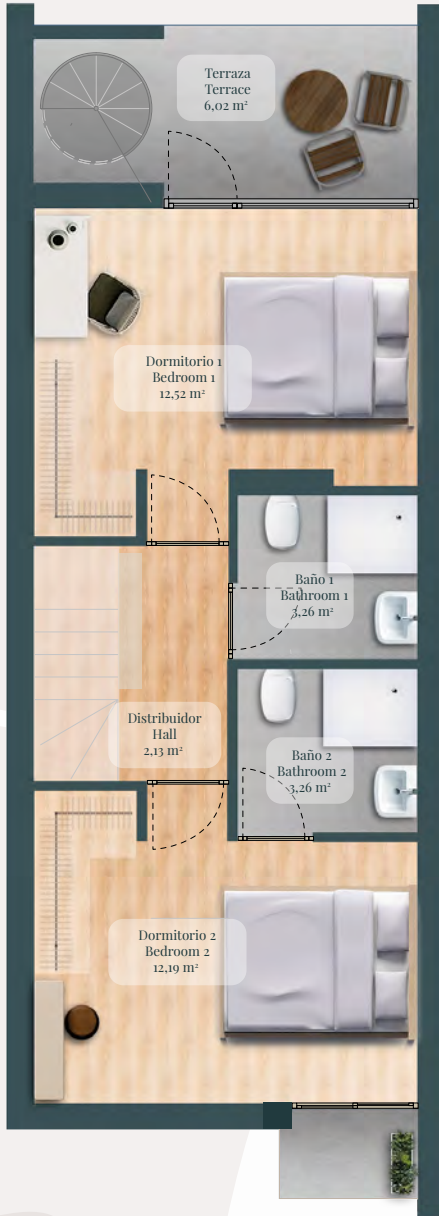 Terraza
Terrace
6,02 m²
Dormitorio 1
Bedroom 1
12,52 m²
Baño 1
Bathroom 1
3,26 m²
Distribuidor
Hall
2,13 m²
Baño 2
Bathroom 2
3,26 m²
Dormitorio 2
Bedroom 2
12,19 m²